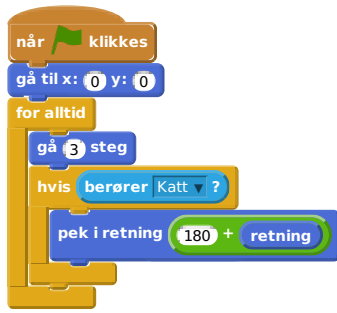 når klikkes
gå til x: 0 y: 0
for alltid
gå 3 steg
hvis berører Katt ?
pek i retning 180 + retning